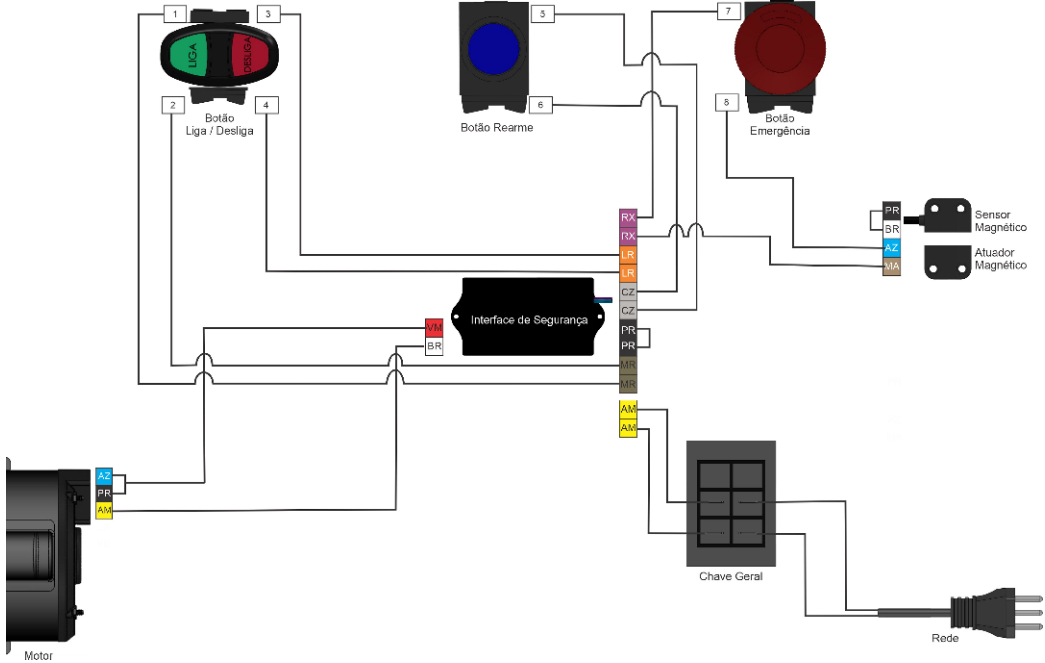 1
3
5
7
LIGA
DESLIGA
2
4
6
8
Botão
Liga / Desliga
Botão Rearme
Botão
Emergência
RX
RX
LR
LR
CZ
CZ
PR
PR
MR
MR
AM
AM
PR
BR
AZ
MA
Sensor
Magnético
Atuador
Magnético
Interface de Segurança
VM
BR
AZ
PR
AM
Chave Geral
Rede
Motor